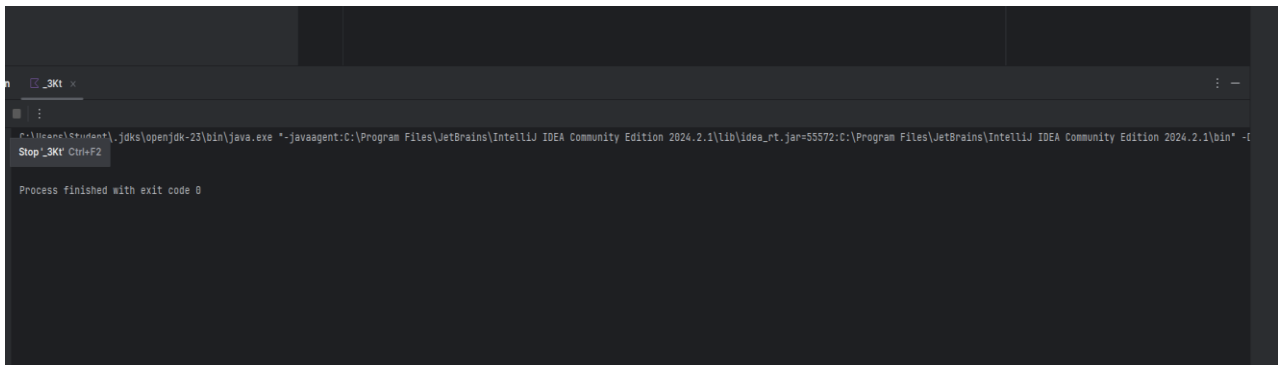 n _3Kt ×
C:\Users\Student\.jdks\openjdk-23\bin\java.exe "-javaagent:C:\Program Files\JetBrains\IntelliJ IDEA Community Edition 2024.2.1\lib\idea_rt.jar=55572:C:\Program Files\JetBrains\IntelliJ IDEA Community Edition 2024.2.1\bin" -D
Stop '_3Kt' Ctrl+F2
Process finished with exit code 0